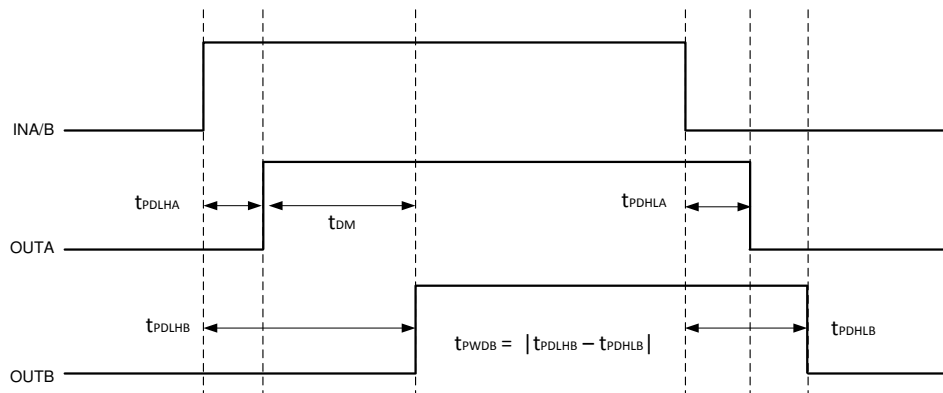 INA/B
tPDLHA
tDM
tPDHLA
OUTA
tPDLHB
tPWDB = |tPDLHB – tPDHLB|
tPDHLB
OUTB